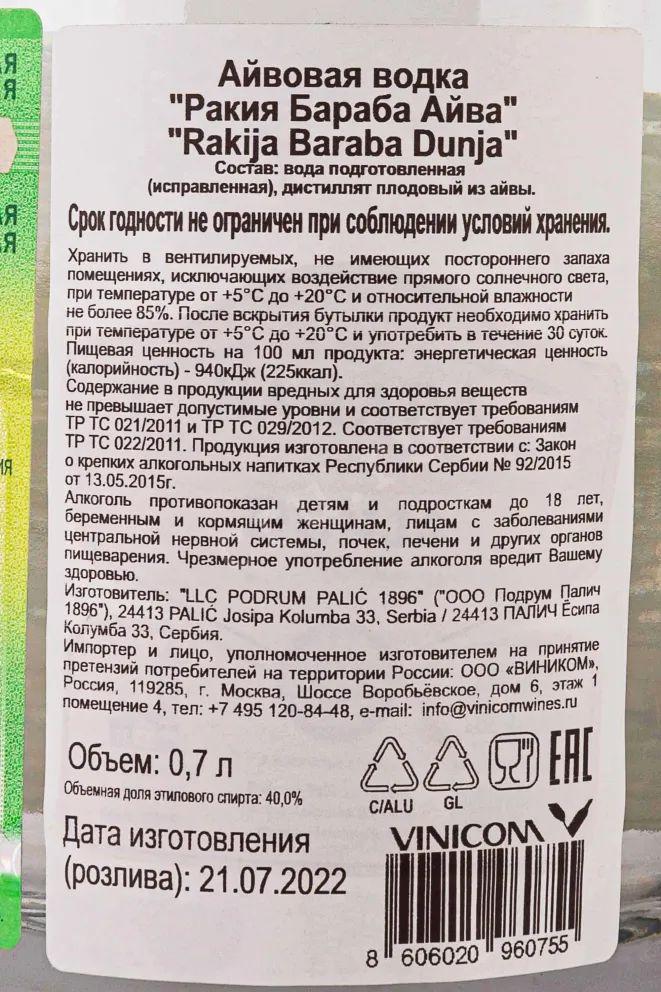 Айвовая водка
"Ракия Бараба Айва"
"Rakija Baraba Dunja"
Состав: вода подготовленная
(исправленная), дистиллят плодовый из айвы.
Срок годности не ограничен при соблюдении условий хранения.
Хранить в вентилируемых, не имеющих постороннего запаха
помещениях, исключающих воздействие прямого солнечного света,
при температуре от +5°С до +20°С и относительной влажности
не более 85%. После вскрытия бутылки продукт необходимо хранить
при температуре от +5°С до +20°С и употребить в течение 30 суток.
Пищевая ценность на 100 мл продукта: энергетическая ценность
(калорийность) - 940кДж (225ккал).
Содержание в продукции вредных для здоровья веществ
не превышает допустимые уровни и соответствует требованиям
ТР ТС 021/2011 и ТР ТС 029/2012. Соответствует требованиям
ТР ТС 022/2011. Продукция изготовлена в соответствии с: Закон
о крепких алкогольных напитках Республики Сербии № 92/2015
от 13.05.2015г.
Алкоголь противопоказан детям и подросткам до 18 лет,
беременным и кормящим женщинам, лицам с заболеваниями
центральной нервной системы, почек, печени и других органов
пищеварения. Чрезмерное употребление алкоголя вредит Вашему
здоровью.
Изготовитель: "LLC PODRUM PALIĆ 1896" ("ООО Подрум Палич
1896"), 24413 PALIĆ Josipa Kolumba 33, Serbia / 24413 ПАЛИЧ Ёсипа
Колумба 33, Сербия.
Импортер и лицо, уполномоченное изготовителем на принятие
претензий потребителей на территории России: ООО «ВИНИКОМ»,
Россия, 119285, г. Москва, Шоссе Воробьёвское, дом 6, этаж 1
помещение 4, тел: +7 495 120-84-48, e-mail: info@vinicomwines.ru
Объем: 0,7 л
Объемная доля этилового спирта: 40,0%
C/ALU GL
EAC
Дата изготовления
(розлива): 21.07.2022
VINICOM
8 606020 960755